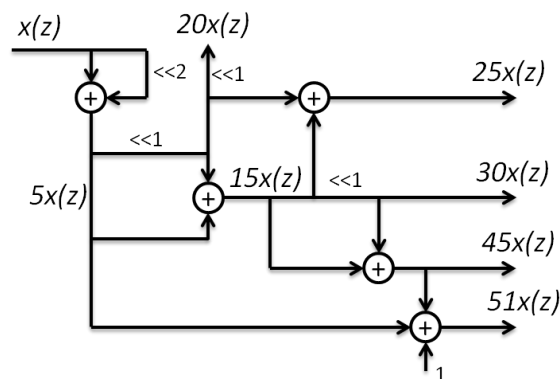 x(z)
20x(z)
<<1
25x(z)
<<2
+
+
<<1
5x(z)
15x(z)
<<1
30x(z)
+
+
45x(z)
51x(z)
+
1